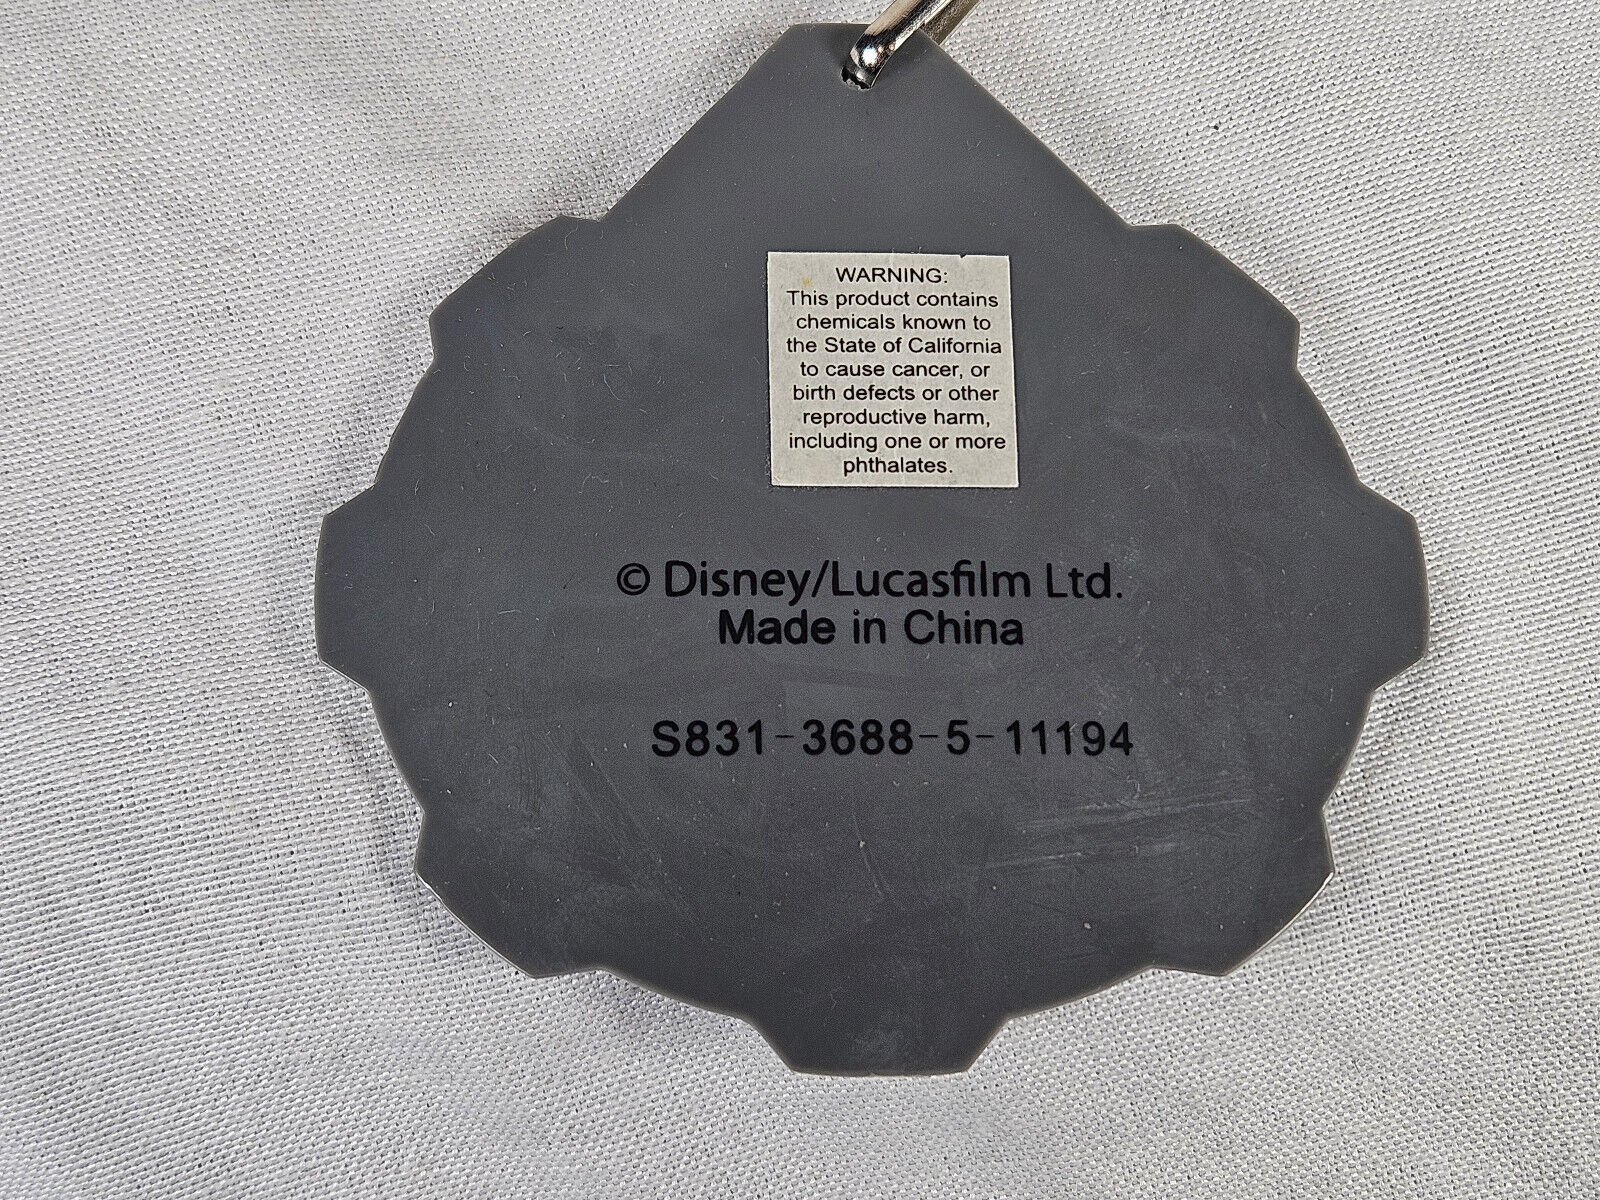 WARNING:
This product contains
chemicals known to
the State of California
to cause cancer, or
birth defects or other
reproductive harm,
including one or more
phthalates.
© Disney/Lucasfilm Ltd.
Made in China
S831-3688-5-11194